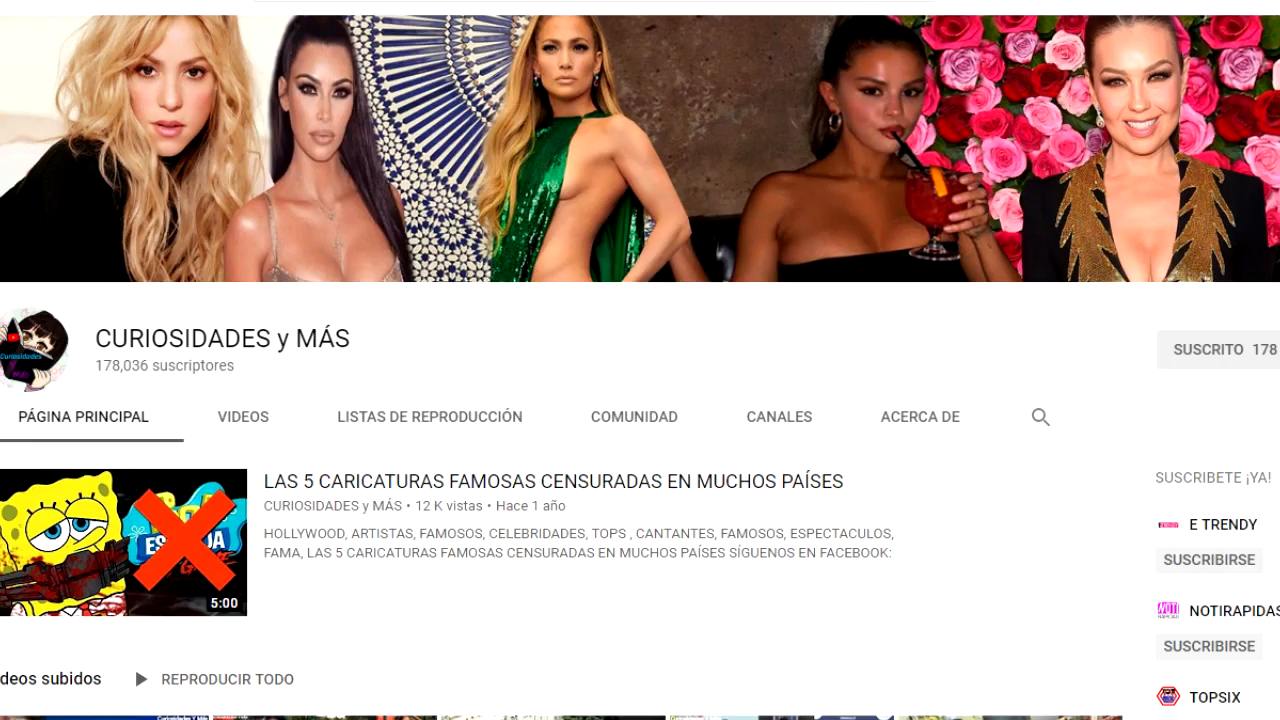 CURIOSIDADES y MÁS
178,036 suscriptores
SUSCRITO 178
PÁGINA PRINCIPAL VIDEOS LISTAS DE REPRODUCCIÓN COMUNIDAD CANALES ACERCA DE
LAS 5 CARICATURAS FAMOSAS CENSURADAS EN MUCHOS PAÍSES
CURIOSIDADES y MÁS • 12 K vistas • Hace 1 año
HOLLYWOOD, ARTISTAS, FAMOSOS, CELEBRIDADES, TOPS , CANTANTES, FAMOSOS, ESPECTACULOS,
FAMA, LAS 5 CARICATURAS FAMOSAS CENSURADAS EN MUCHOS PAÍSES SÍGUENOS EN FACEBOOK:
5:00
SUSCRIBETE ¡YA!
E TRENDY
SUSCRIBIRSE
NOTIRAPIDAS
SUSCRIBIRSE
TOPSIX
deos subidos REPRODUCIR TODO